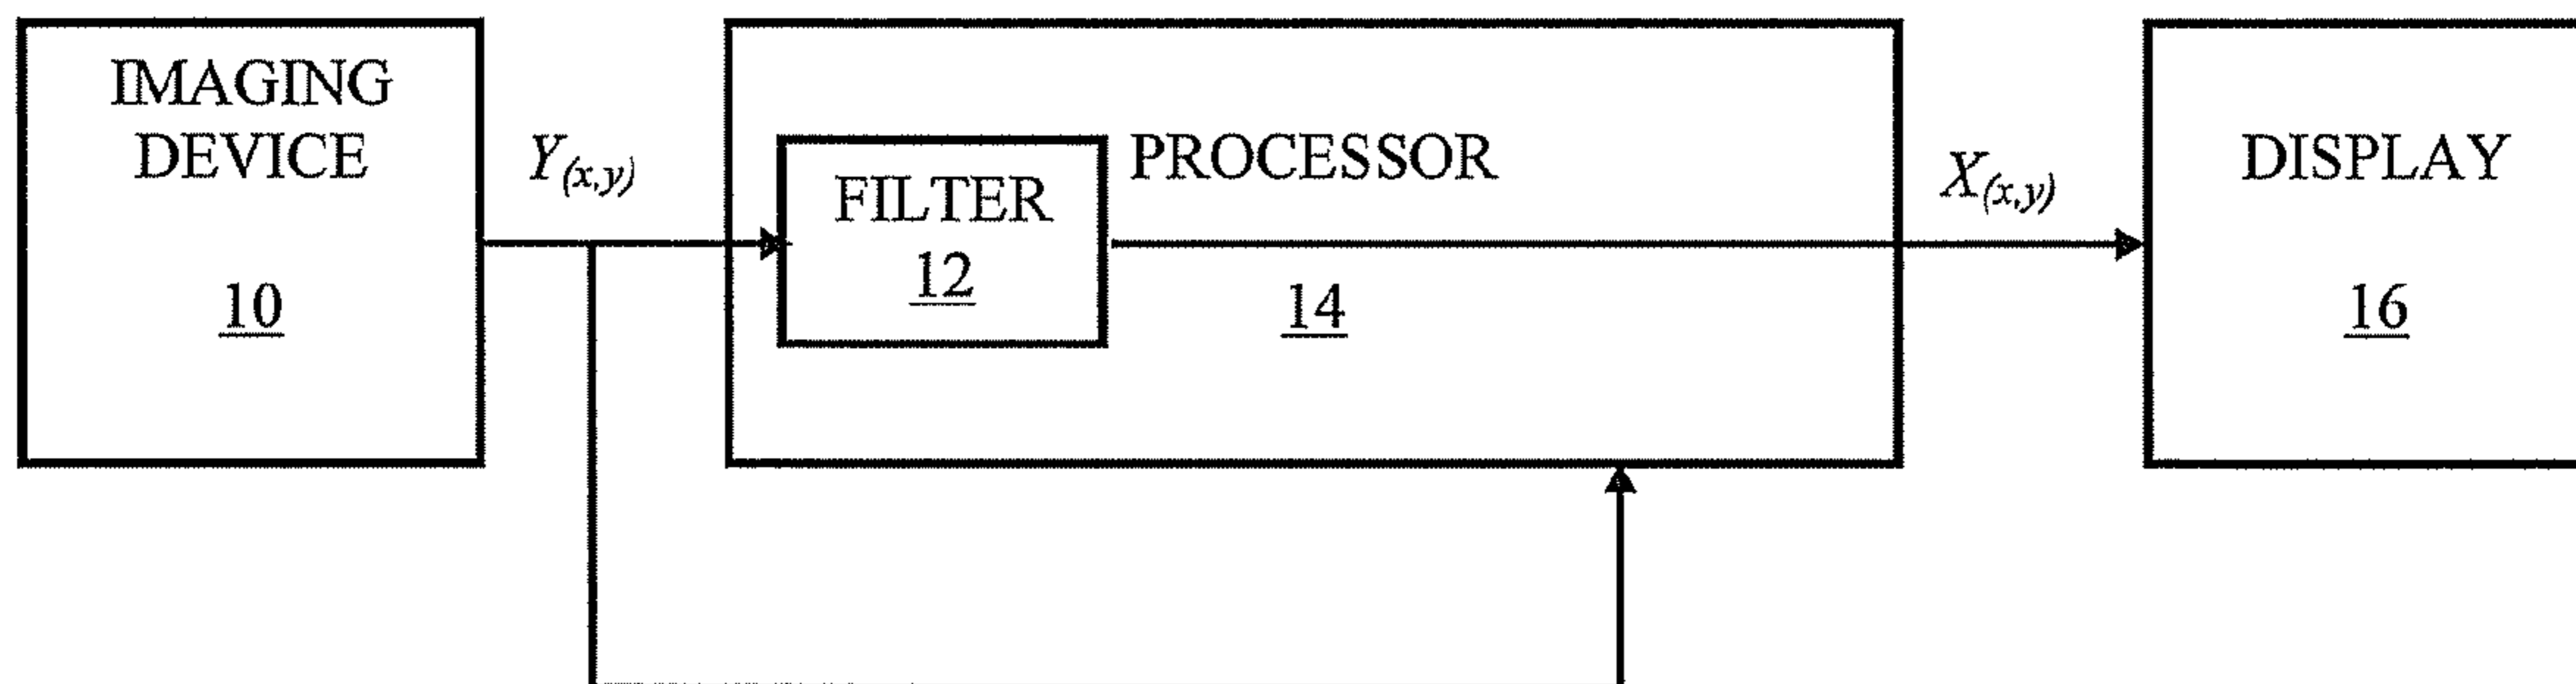 IMAGING
DEVICE
10
Y(x,y)
FILTER
12
PROCESSOR
14
X(x,y)
DISPLAY
16